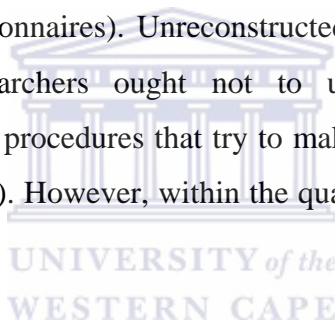 onnaires). Unreconstructed
archers ought not to u
procedures that try to mal
). However, within the qua
UNIVERSITY of the
WESTERN CAPE